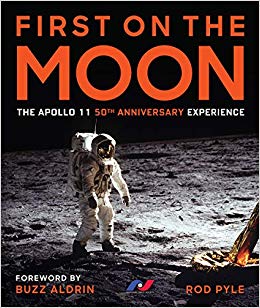 FIRST ON THE
MOON
THE APOLLO 11 50TH ANNIVERSARY EXPERIENCE
FOREWORD BY
BUZZ ALDRIN
ROD PYLE